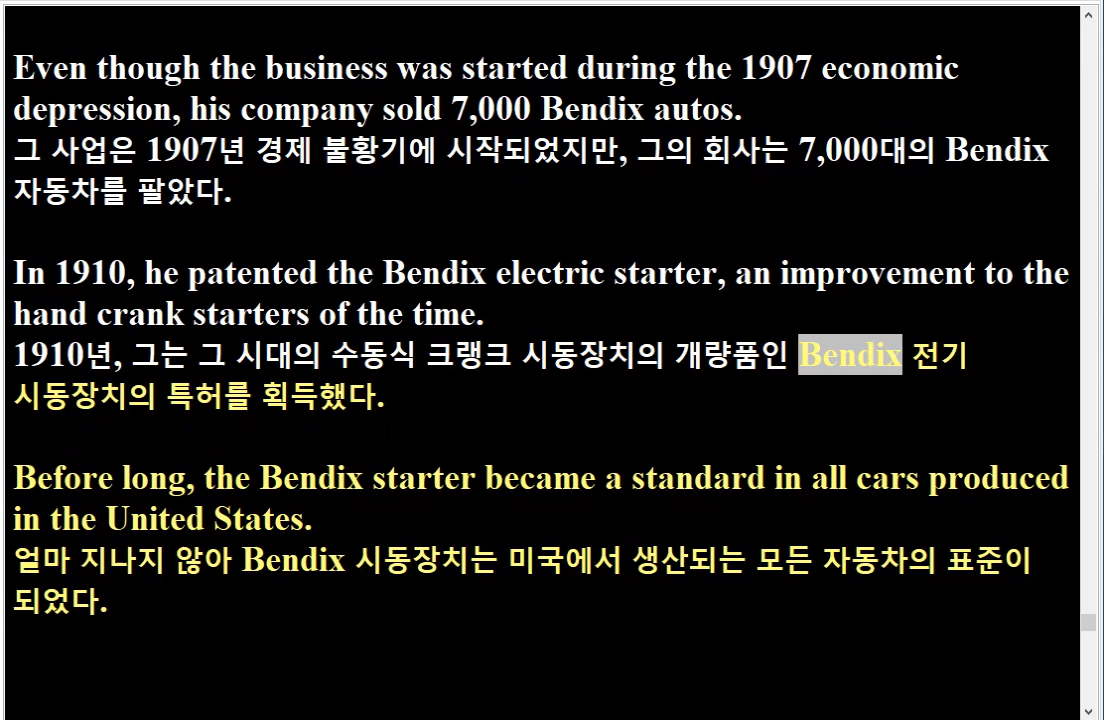 Even though the business was started during the 1907 economic
depression, his company sold 7,000 Bendix autos.
그 사업은 1907년 경제 불황기에 시작되었지만, 그의 회사는 7,000대의 Bendix
자동차를 팔았다.
In 1910, he patented the Bendix electric starter, an improvement to the
hand crank starters of the time.
1910년, 그는 그 시대의 수동식 크랭크 시동장치의 개량품인 Bendix 전기
시동장치의 특허를 획득했다.
Before long, the Bendix starter became a standard in all cars produced
in the United States.
얼마 지나지 않아 Bendix 시동장치는 미국에서 생산되는 모든 자동차의 표준이
되었다.